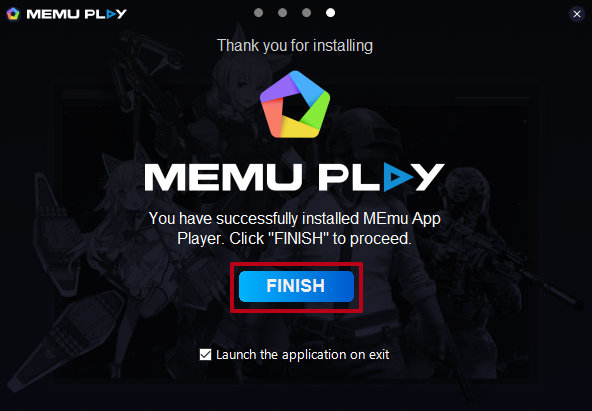 MEMU PLAY
Thank you for installing
MEMU PLAY
You have successfully installed MEmu App
Player. Click "FINISH" to proceed.
FINISH
Launch the application on exit